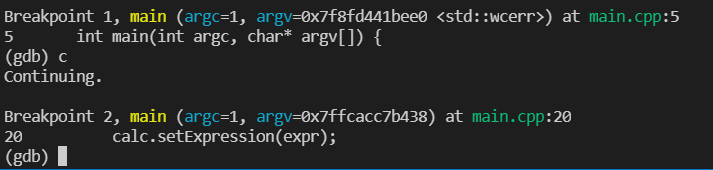 Breakpoint 1, main (argc=1, argv=0x7f8fd441bee0 <std::wcerr>) at main.cpp:5
5       int main(int argc, char* argv[]) {
(gdb) c
Continuing.

Breakpoint 2, main (argc=1, argv=0x7ffcacc7b438) at main.cpp:20
20          calc.setExpression(expr);
(gdb)